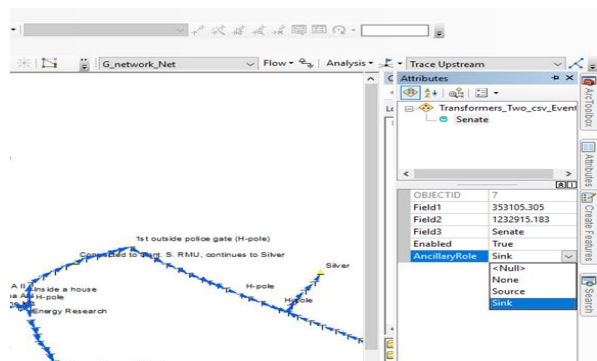 G_network_Net
Flow
Analysis
Trace Upstream
Attributes
Transformers_Two_csv_Event
Senate
OBJECTID 7
Field1 353105.305
Field2 1232915.183
Field3 Senate
Enabled True
AncillaryRole Sink
<Null>
None
Source
Sink
ArcToolbox
Attributes
Create Features
Search
1st outside police gate (H-pole)
Connected to S. RMU, continues to Silver
Silver
H-pole
Inside a house
H-pole
Energy Research